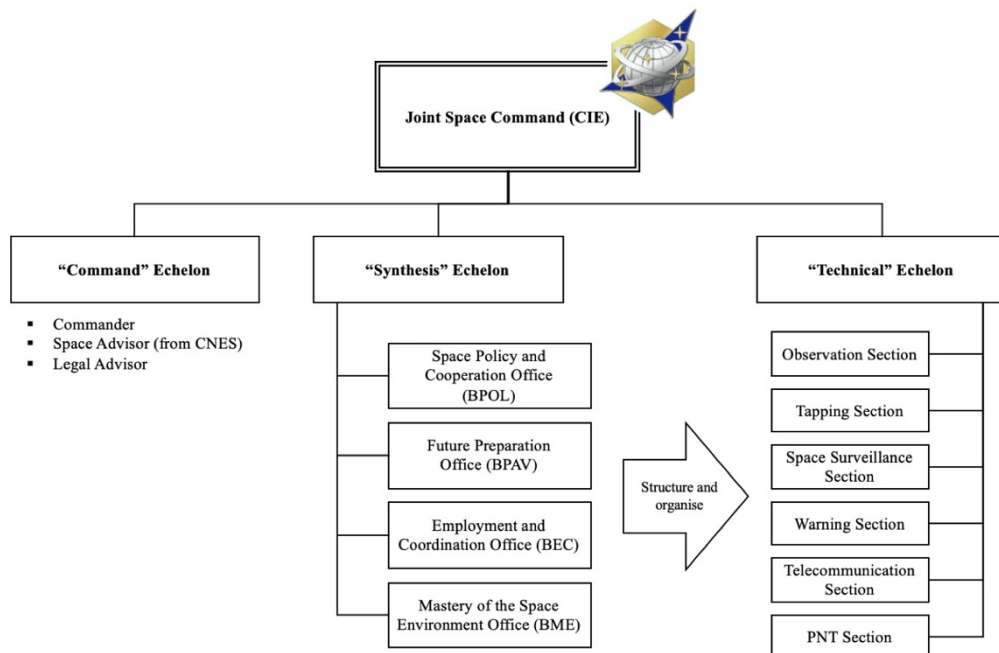 Joint Space Command (CIE)
“Command” Echelon
▪ Commander
▪ Space Advisor (from CNES)
▪ Legal Advisor
“Synthesis” Echelon
Space Policy and
Cooperation Office
(BPOL)
Future Preparation
Office (BPAV)
Employment and
Coordination Office (BEC)
Mastery of the Space
Environment Office (BME)
Structure and
organise
“Technical” Echelon
Observation Section
Tapping Section
Space Surveillance
Section
Warning Section
Telecommunication
Section
PNT Section